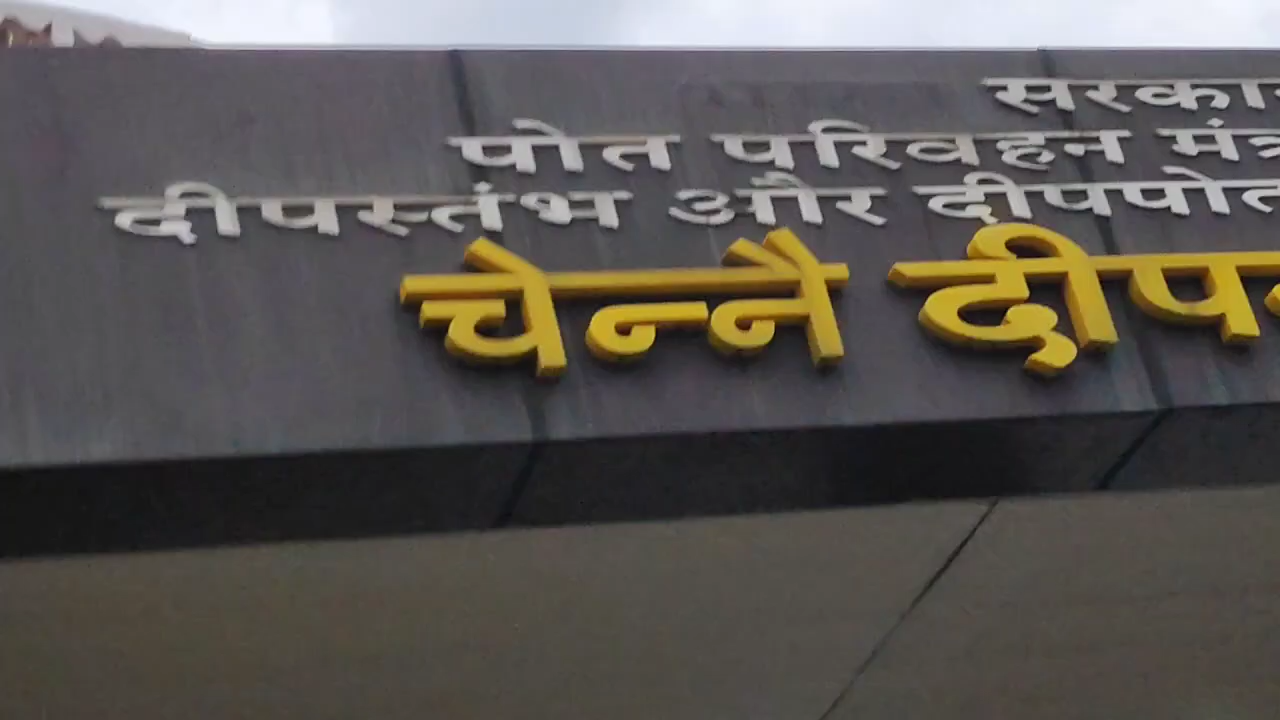 सरका
पोत परिवहन मंत्र
दीपस्तंभ और दीपपोत
चेन्नै दीप